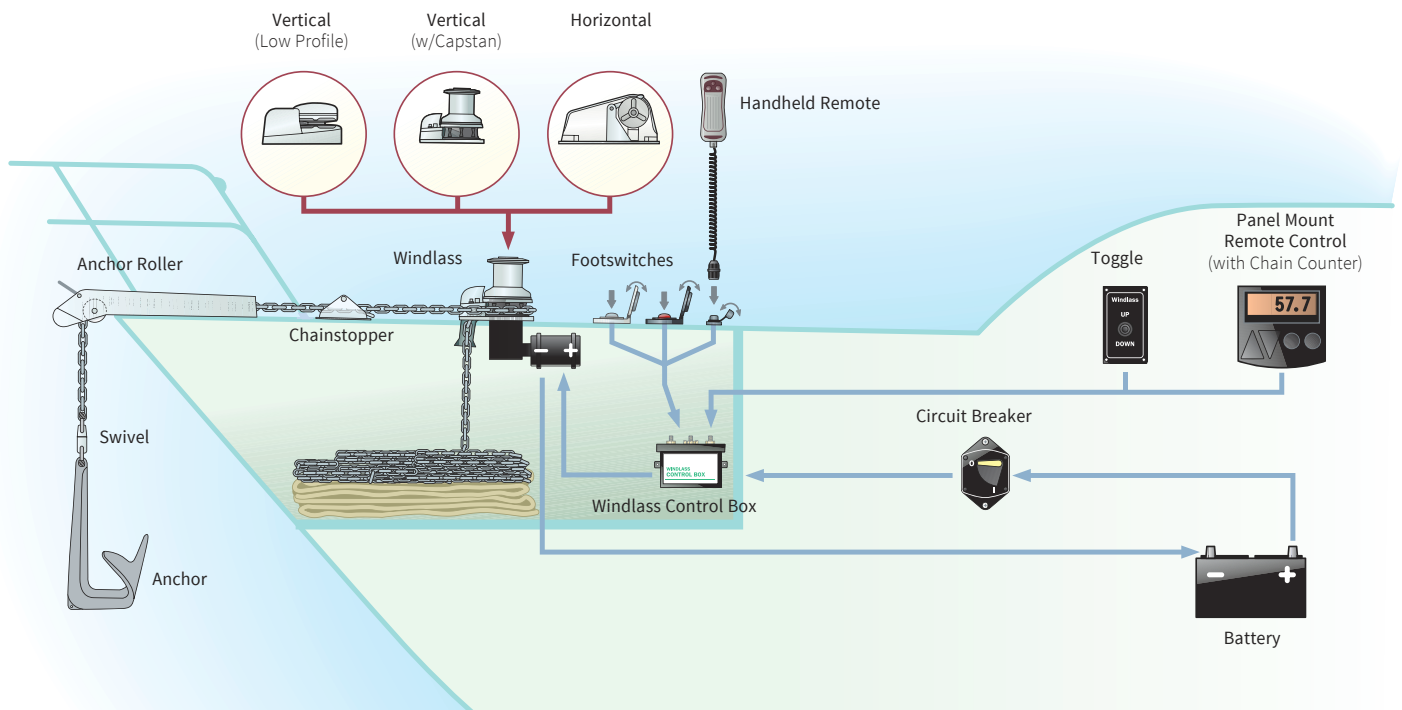 Vertical
(Low Profile)
Vertical
(w/Capstan)
Horizontal
Handheld Remote
Panel Mount
Remote Control
(with Chain Counter)
Anchor Roller
Windlass
Footswitches
Toggle
Windlass
UP
DOWN
57.7
Chainstopper
- +
Circuit Breaker
Swivel
O
I
WINDLASS
CONTROL BOX
Windlass Control Box
Anchor
- +
Battery